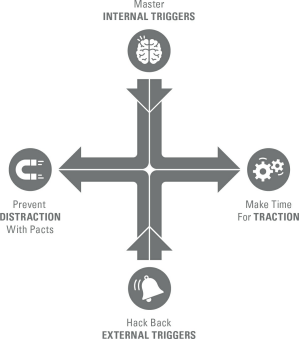 Master
INTERNAL TRIGGERS
Prevent
DISTRACTION
With Pacts
Make Time
For TRACTION
Hack Back
EXTERNAL TRIGGERS